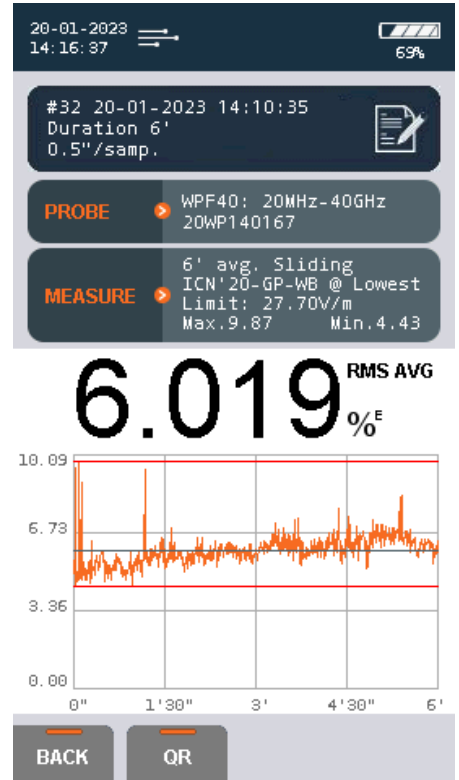 20-01-2023
14:16:37
69%
#32 20-01-2023 14:10:35
Duration 6'
0.5"/samp.
PROBE
WPF40: 20MHz-40GHz
20WP140167
MEASURE
6' avg. Sliding
ICN'20-GP-WB @ Lowest
Limit: 27.70V/m
Max.9.87 Min.4.43
6.019 RMS AVG
%E
10.09
6.73
3.36
0.00
0" 1'30" 3' 4'30" 6'
BACK QR